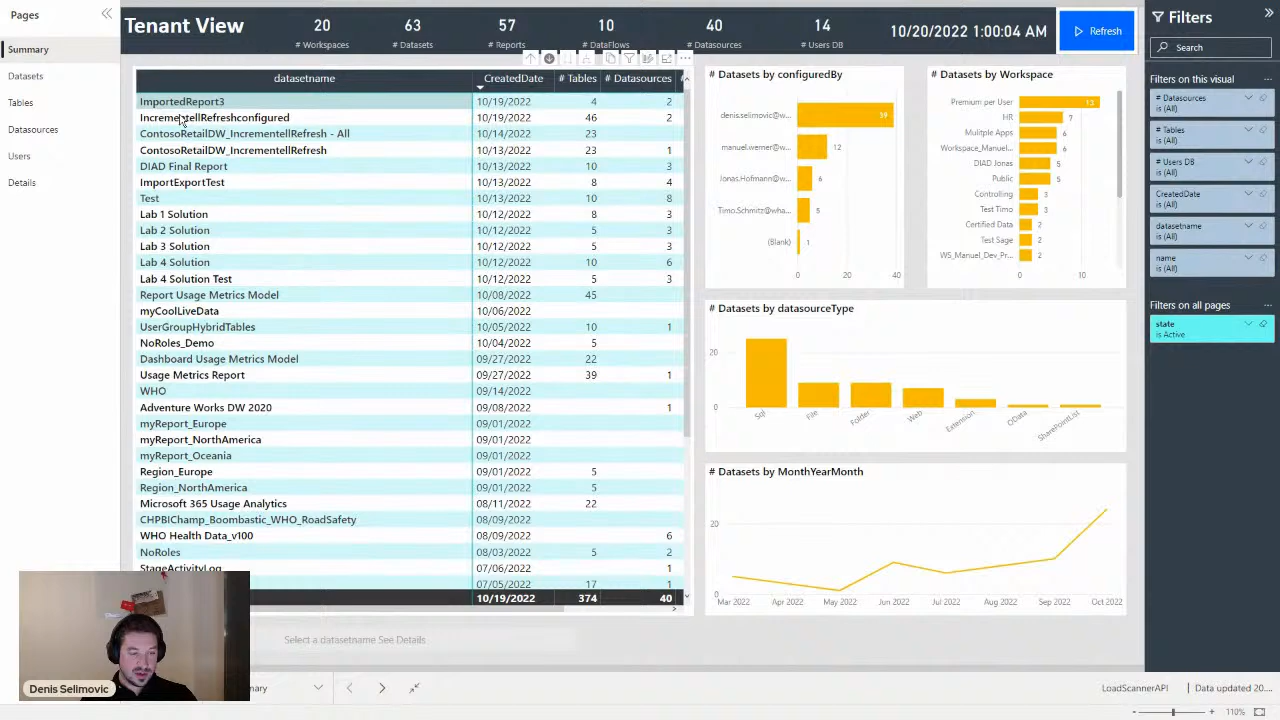 Pages
Summary
Datasets
Tables
Datasources
Users
Details
Tenant View
20
# Workspaces
63
# Datasets
57
# Reports
10
# DataFlows
40
# Datasources
14
# Users DB
10/20/2022 1:00:04 AM
Refresh
datasetname CreatedDate # Tables # Datasources
ImportedReport3 10/19/2022 4 2
IncrementellRefreshconfigured 10/19/2022 46 2
ContosoRetailDW_IncrementellRefresh - All 10/14/2022 23
ContosoRetailDW_IncrementellRefresh 10/13/2022 23 1
DIAD Final Report 10/13/2022 10 3
ImportExportTest 10/13/2022 8 4
Test 10/13/2022 10 8
Lab 1 Solution 10/12/2022 8 3
Lab 2 Solution 10/12/2022 5 3
Lab 3 Solution 10/12/2022 5 3
Lab 4 Solution 10/12/2022 10 6
Lab 4 Solution Test 10/12/2022 5 3
Report Usage Metrics Model 10/08/2022 45
myCoolLiveData 10/06/2022
UserGroupHybridTables 10/05/2022 10 1
NoRoles_Demo 10/04/2022 5
Dashboard Usage Metrics Model 09/27/2022 22
Usage Metrics Report 09/27/2022 39 1
WHO 09/14/2022
Adventure Works DW 2020 09/08/2022 1
myReport_Europe 09/01/2022
myReport_NorthAmerica 09/01/2022
myReport_Oceania 09/01/2022
Region_Europe 09/01/2022 5
Region_NorthAmerica 09/01/2022 5
Microsoft 365 Usage Analytics 08/11/2022 22
CHPBIChamp_Boombastic_WHO_RoadSafety 08/09/2022
WHO Health Data_v100 08/09/2022 6
NoRoles 08/03/2022 5 2
StageActivityLog 07/06/2022 1
07/05/2022 17 1
10/19/2022 374 40
Select a datasetname See Details
# Datasets by configuredBy
denis.selimovic@w... 39
manuel.werner@w... 12
Jonas.Hofmann@w... 6
Timo.Schmitz@wha... 5
(Blank) 1
0 20 40
# Datasets by Workspace
Premium per User 13
HR 7
Mulitple Apps 6
Workspace_Manuel... 6
DIAD Jonas 5
Public 5
Controlling 3
Test Timo 3
Certified Data 2
Test Sage 2
WS_Manuel_Dev_Pr... 2
0 10
# Datasets by datasourceType
20
0
Sql File Folder Web Extension OData SharePointList
# Datasets by MonthYearMonth
20
0
Mar 2022 Apr 2022 May 2022 Jun 2022 Jul 2022 Aug 2022 Sep 2022 Oct 2022
Filters
Search
Filters on this visual
# Datasources
is (All)
# Tables
is (All)
# Users DB
is (All)
CreatedDate
is (All)
datasetname
is (All)
name
is (All)
Filters on all pages
state
is Active
Denis Selimovic
LoadScannerAPI
Data updated 20...
110%